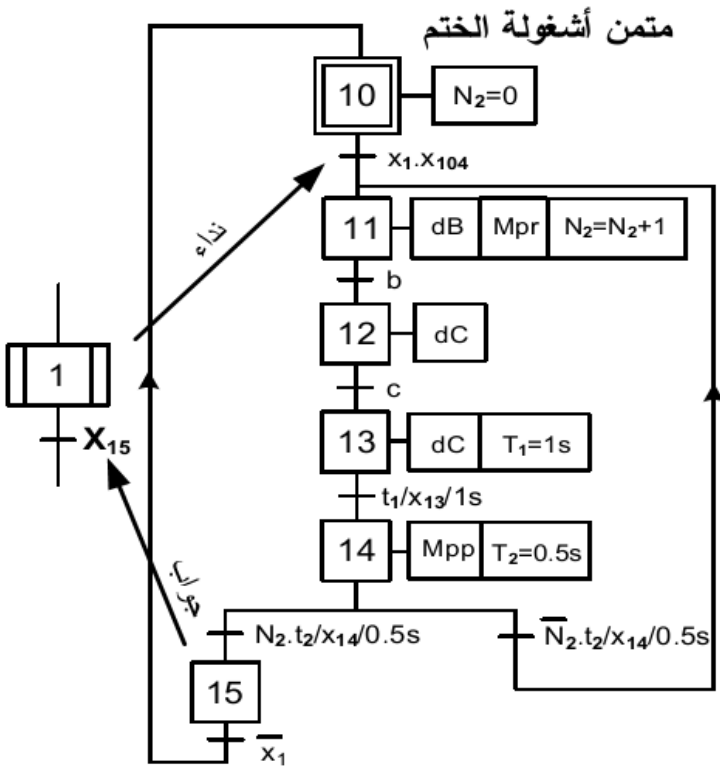 متمن أشغولة الختم
10
N₂=0
x₁.x₁₀₄
نداء
11
dB
Mpr
N₂=N₂+1
b
12
dC
1
c
X₁₅
13
dC
T₁=1s
t₁/x₁₃/1s
14
Mpp
T₂=0.5s
جواب
N₂.t₂/x₁₄/0.5s
N̅₂.t₂/x₁₄/0.5s
15
x̅₁